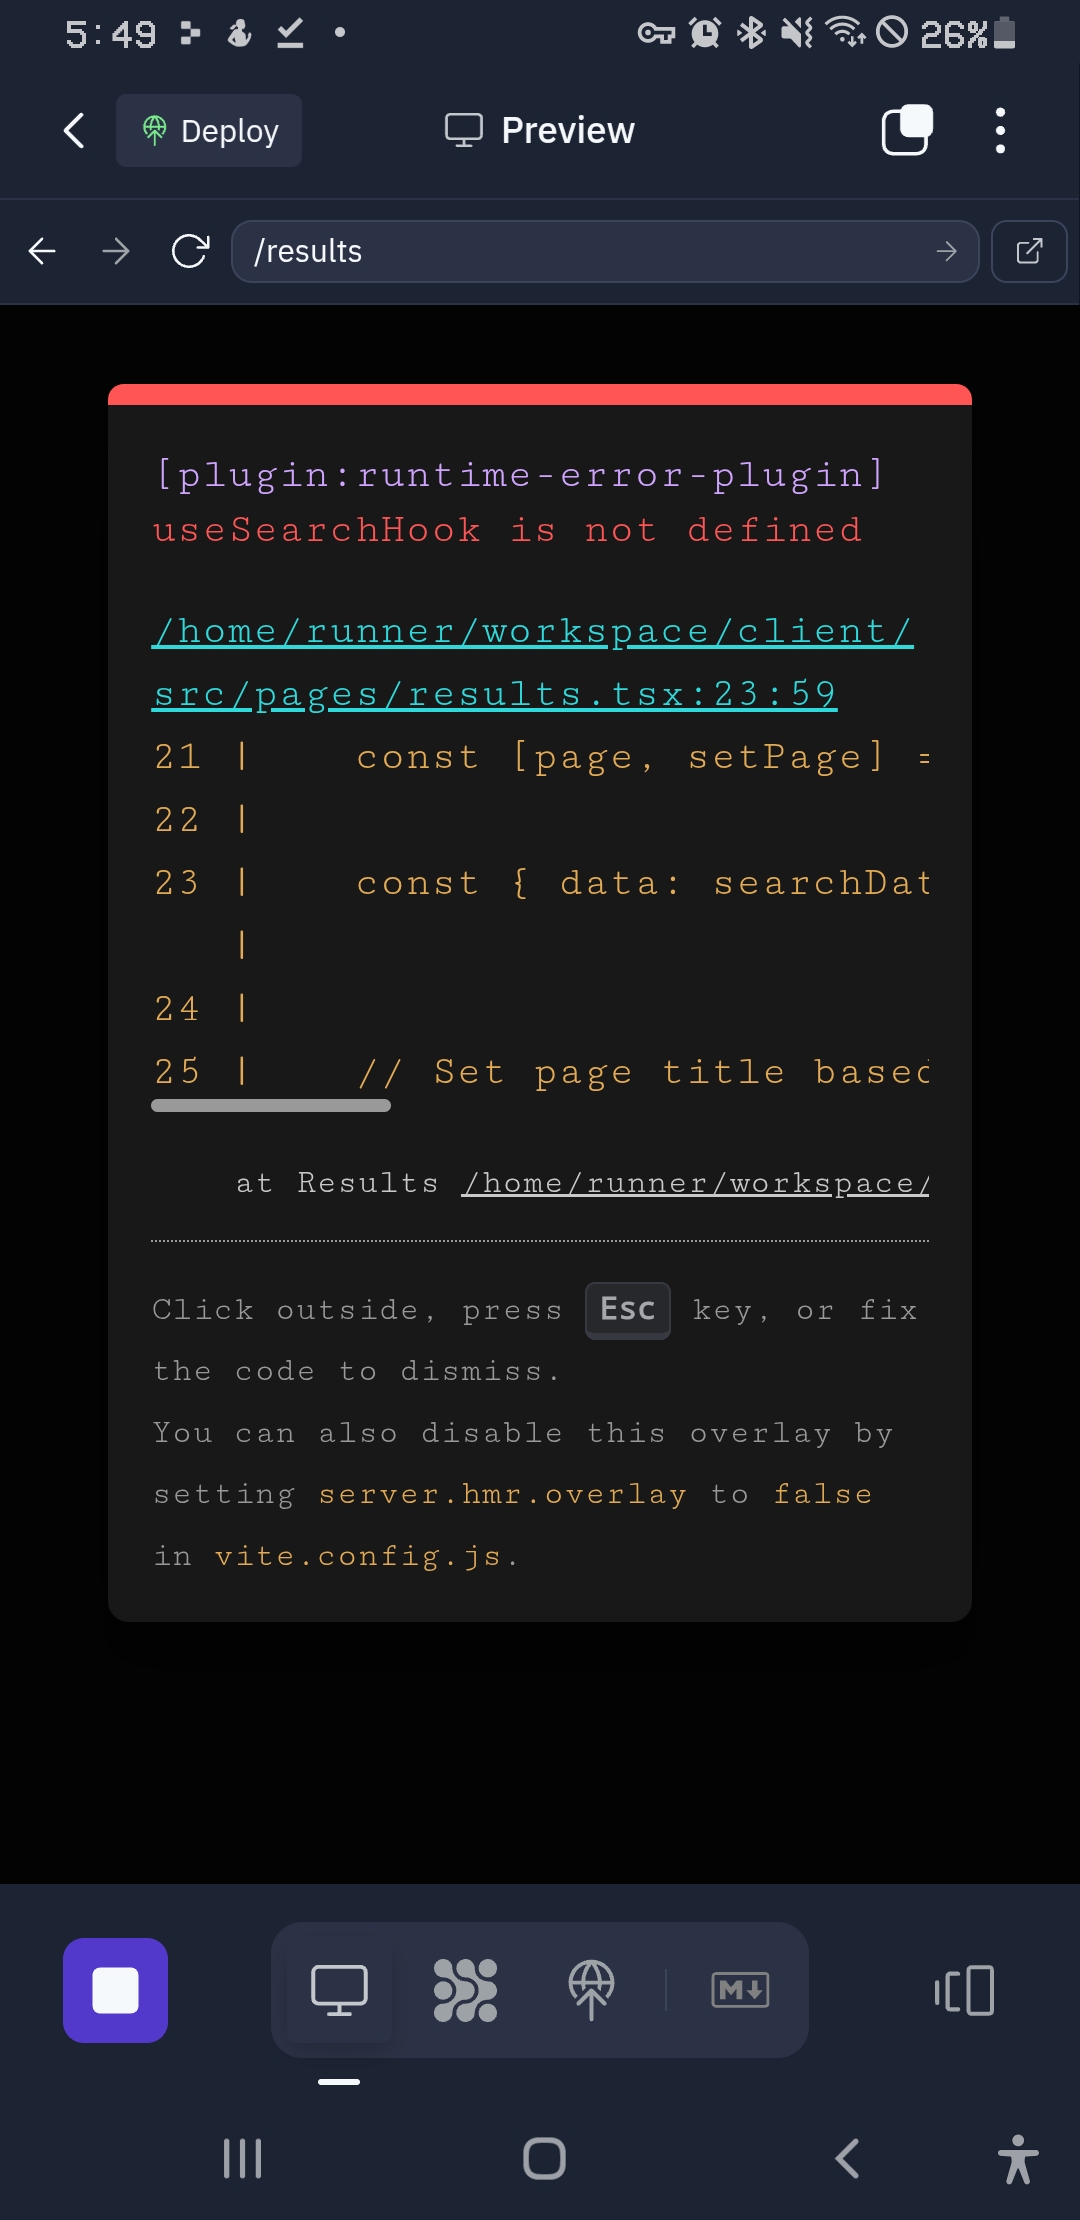 5:49
26%
Deploy
Preview
/results
[plugin:runtime-error-plugin]
useSearchHook is not defined
/home/runner/workspace/client/
src/pages/results.tsx:23:59
21 |    const [page, setPage] =
22 |
23 |    const { data: searchDat
|
24 |
25 |    // Set page title based
at Results /home/runner/workspace/
Click outside, press Esc key, or fix
the code to dismiss.
You can also disable this overlay by
setting server.hmr.overlay to false
in vite.config.js.
M